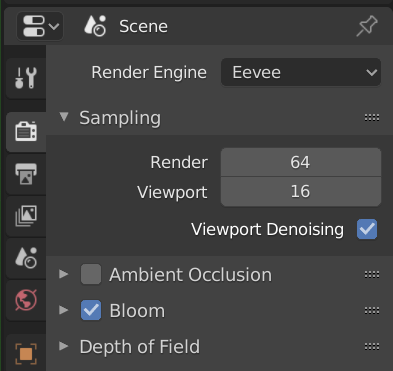 Scene
Render Engine Eevee
Sampling
Render 64
Viewport 16
Viewport Denoising
Ambient Occlusion
Bloom
Depth of Field